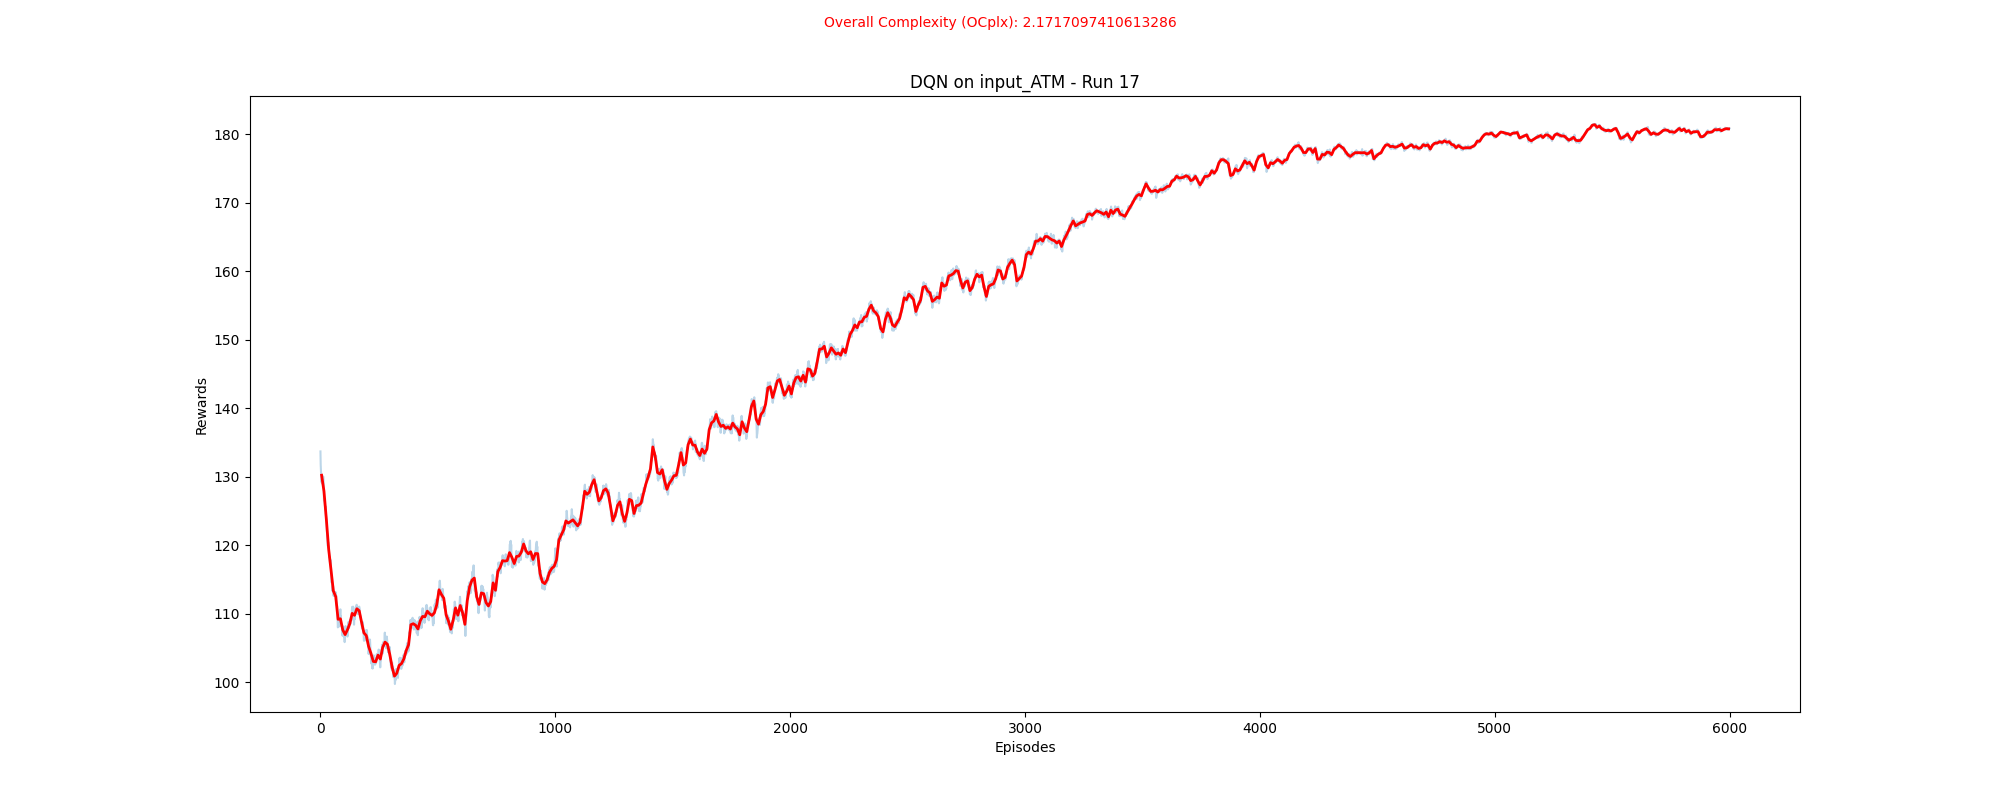 Overall Complexity (OCplx): 2.1717097410613286
DQN on input_ATM - Run 17
180
170
160
150
140
130
120
110
100
Rewards
0 1000 2000 3000 4000 5000 6000
Episodes